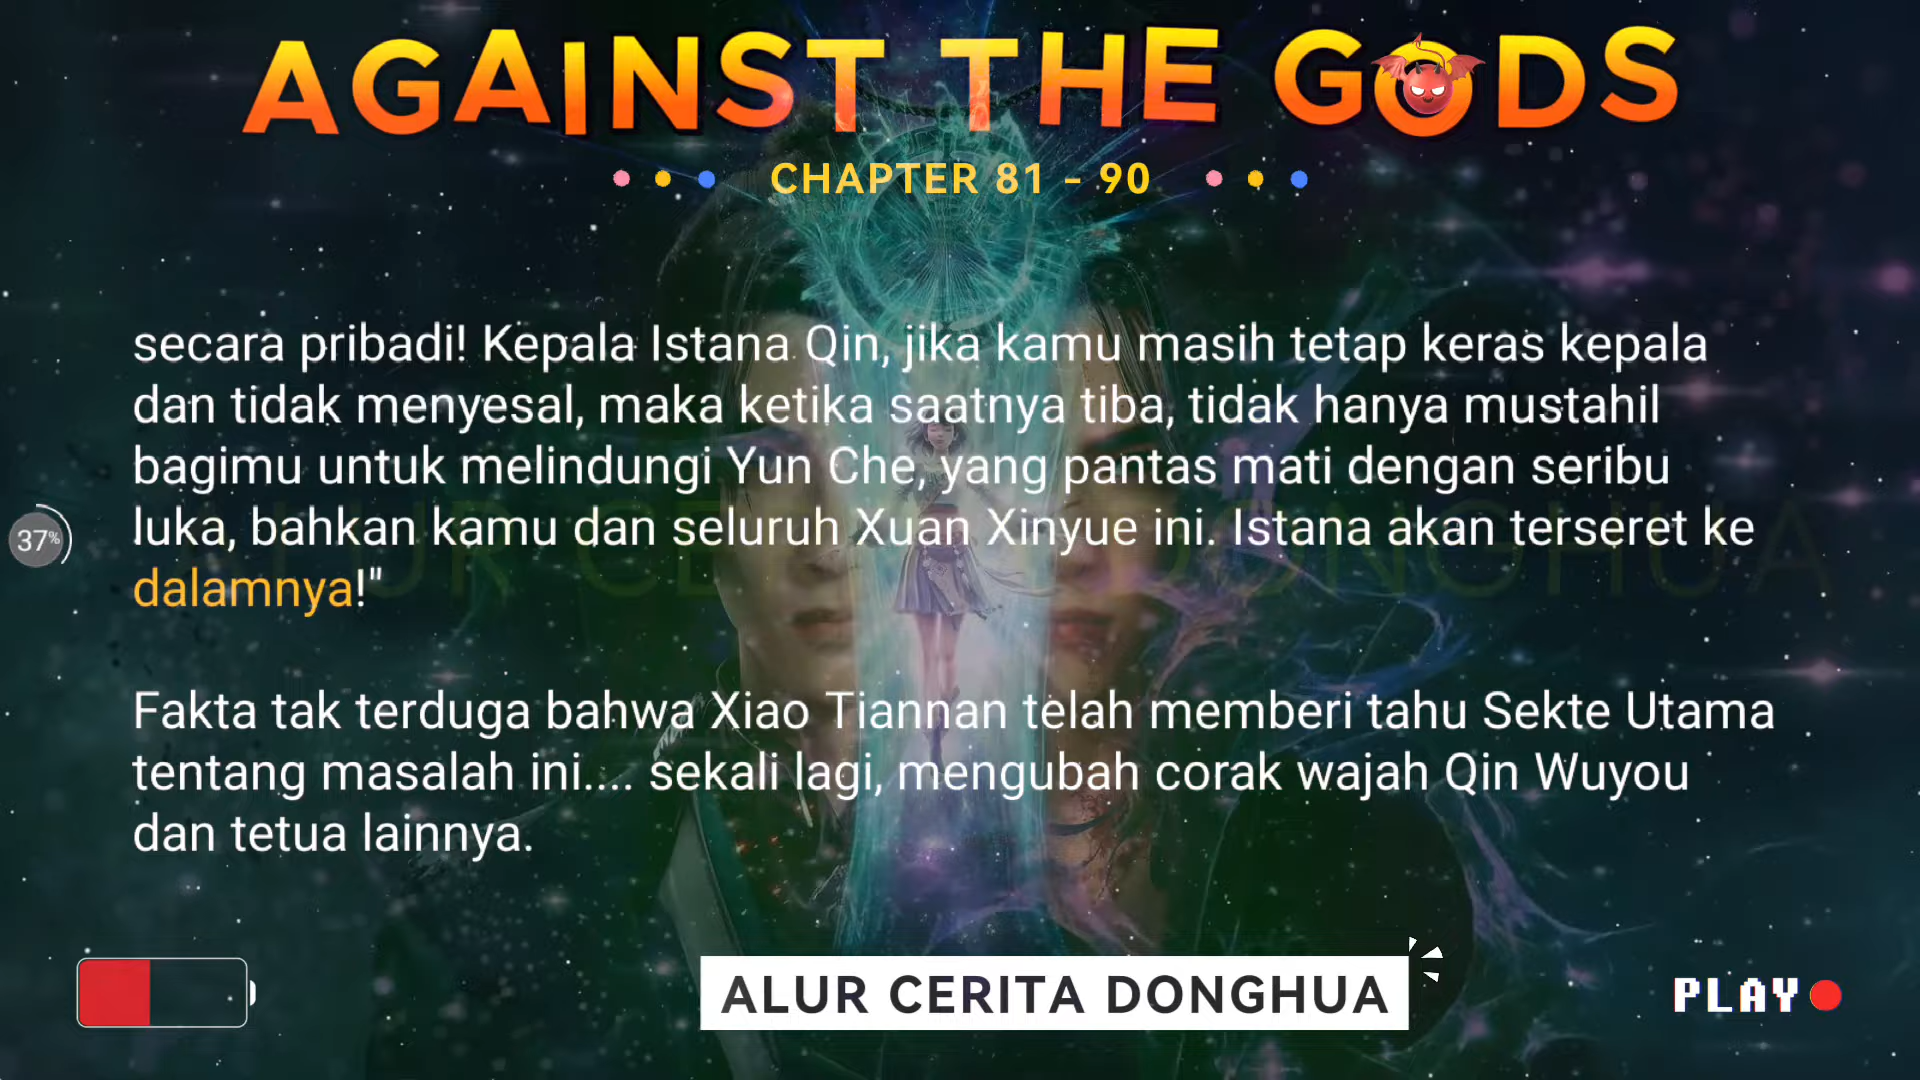 AGAINST THE GODS
CHAPTER 81 - 90
secara pribadi! Kepala Istana Qin, jika kamu masih tetap keras kepala
dan tidak menyesal, maka ketika saatnya tiba, tidak hanya mustahil
bagimu untuk melindungi Yun Che, yang pantas mati dengan seribu
luka, bahkan kamu dan seluruh Xuan Xinyue ini. Istana akan terseret ke
dalamnya!"
37%
ALUR CERITA DONGHUA
Fakta tak terduga bahwa Xiao Tiannan telah memberi tahu Sekte Utama
tentang masalah ini.... sekali lagi, mengubah corak wajah Qin Wuyou
dan tetua lainnya.
ALUR CERITA DONGHUA
PLAY